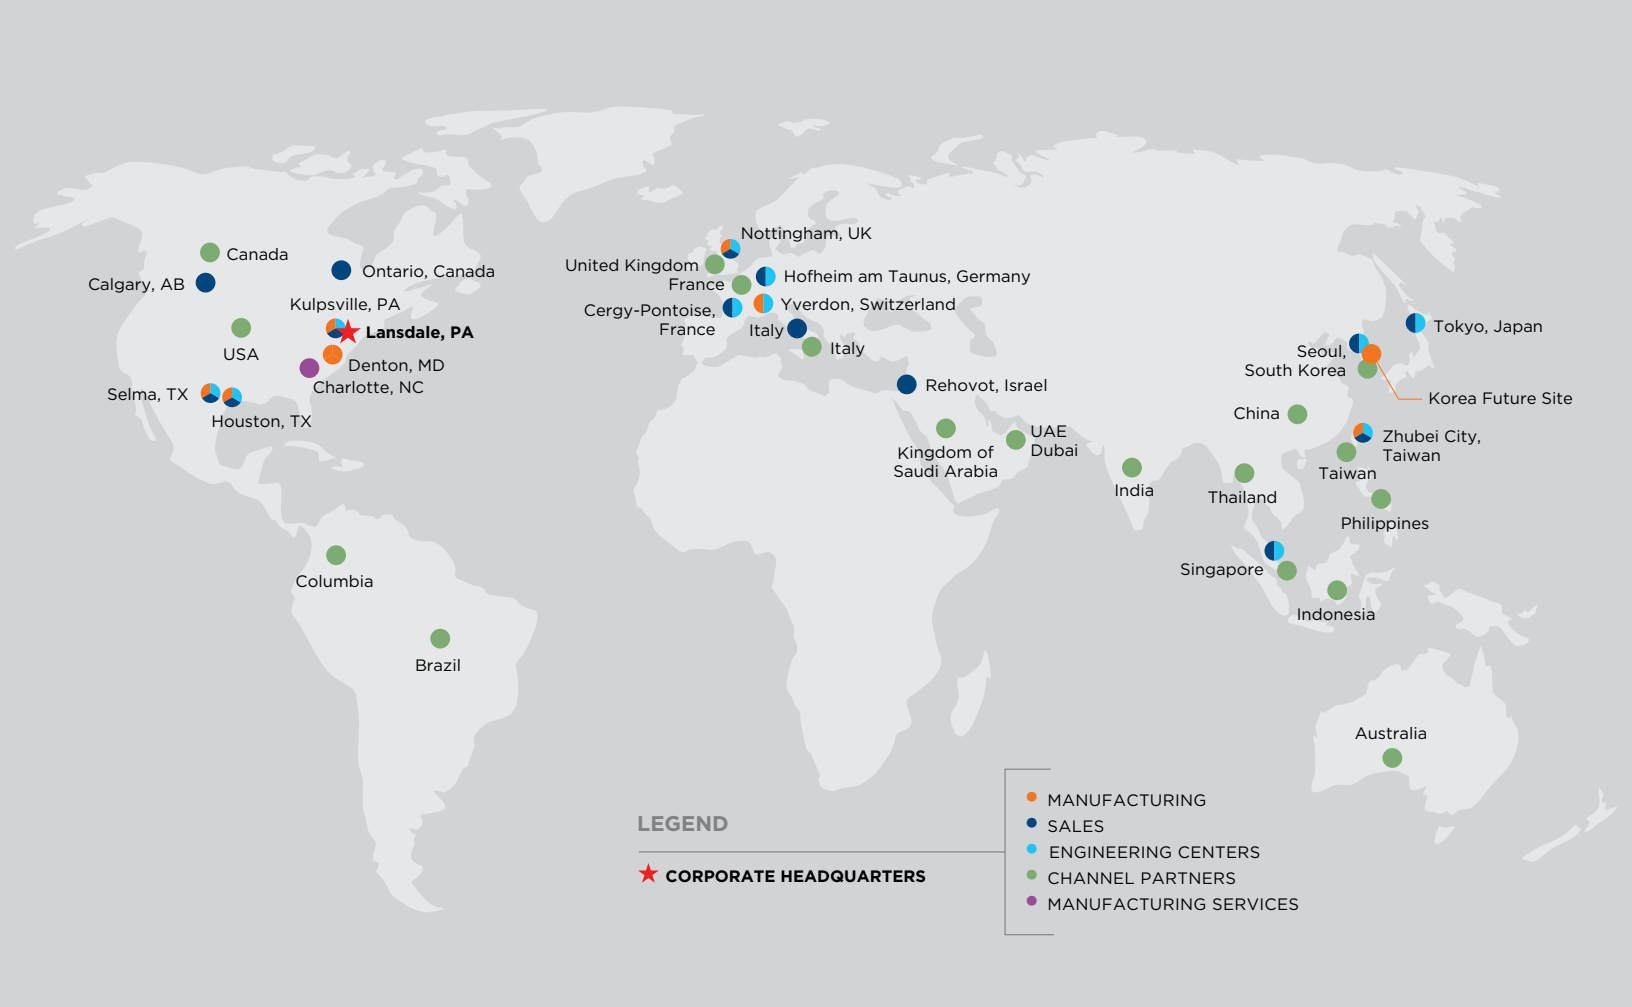 Canada
Calgary, AB
Ontario, Canada
Kulpsville, PA
Lansdale, PA
USA
Denton, MD
Charlotte, NC
Selma, TX
Houston, TX
Columbia
Brazil
Nottingham, UK
United Kingdom
France
Hofheim am Taunus, Germany
Cergy-Pontoise,
France
Yverdon, Switzerland
Italy
Italy
Rehovot, Israel
Kingdom of
Saudi Arabia
UAE
Dubai
India
Tokyo, Japan
Seoul,
South Korea
Korea Future Site
China
Zhubei City,
Taiwan
Taiwan
Thailand
Philippines
Singapore
Indonesia
Australia
LEGEND
CORPORATE HEADQUARTERS
MANUFACTURING
SALES
ENGINEERING CENTERS
CHANNEL PARTNERS
MANUFACTURING SERVICES